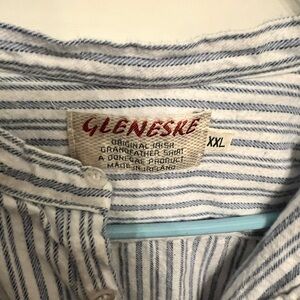 GLENESKE
ORIGINAL IRISH
GRANDFATHER SHIRT
A DONEGAL PRODUCT
MADE IN IRELAND
XXL